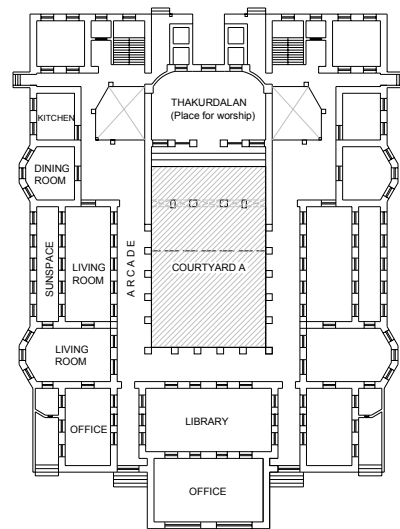 THAKURDALAN
(Place for worship)
KITCHEN
DINING
ROOM
SUNSPACE
LIVING
ROOM
ARCADE
COURTYARD A
LIVING
ROOM
OFFICE
LIBRARY
OFFICE